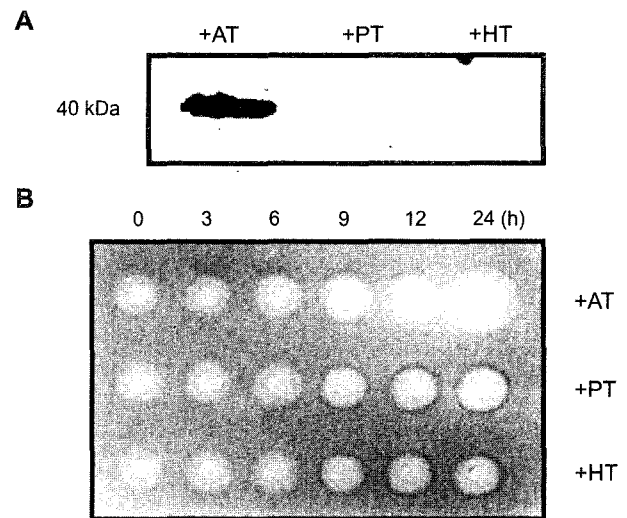 A
+AT +PT +HT
40 kDa
B
0 3 6 9 12 24 (h)
+AT
+PT
+HT